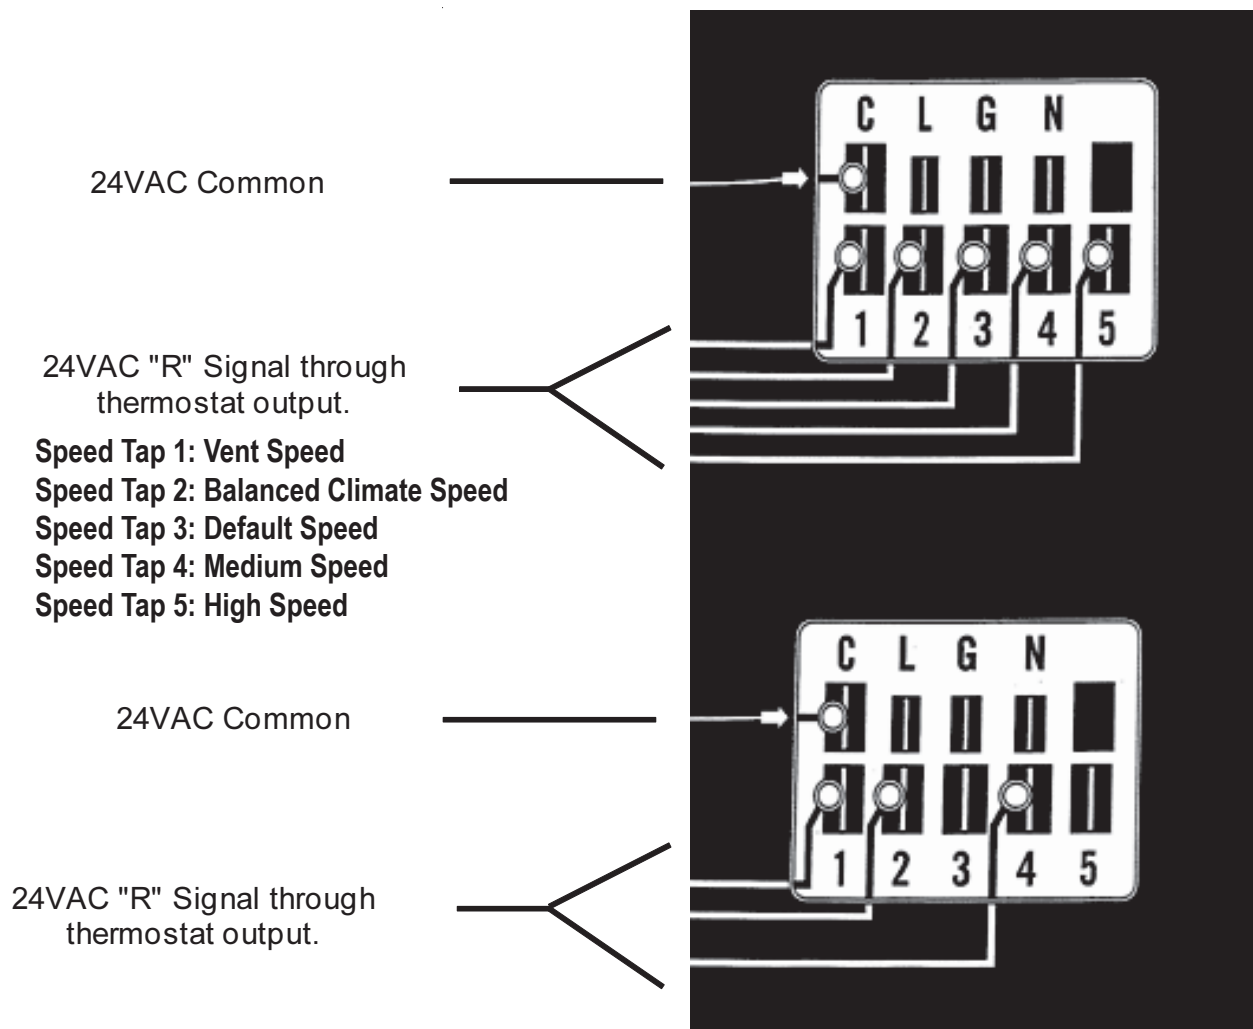 C L G N
24VAC Common
1 2 3 4 5
24VAC "R" Signal through
thermostat output.
Speed Tap 1: Vent Speed
Speed Tap 2: Balanced Climate Speed
Speed Tap 3: Default Speed
Speed Tap 4: Medium Speed
Speed Tap 5: High Speed
C L G N
24VAC Common
1 2 3 4 5
24VAC "R" Signal through
thermostat output.